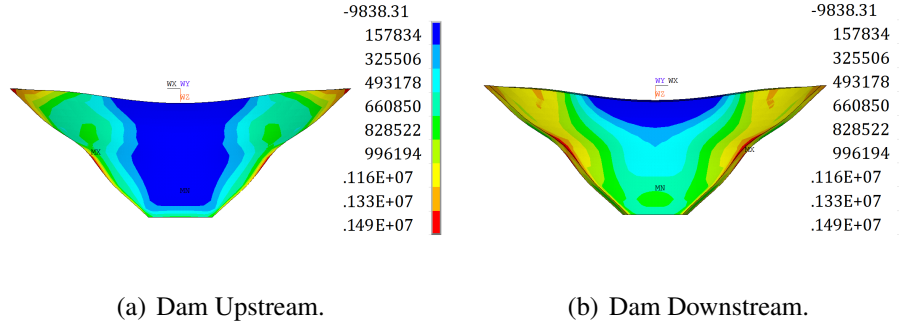 -9838.31
157834
325506
493178
660850
828522
996194
.116E+07
.133E+07
.149E+07
WX WY
WZ
MX
MN
(a) Dam Upstream.
-9838.31
157834
325506
493178
660850
828522
996194
.116E+07
.133E+07
.149E+07
WY WX
WZ
MX
MN
(b) Dam Downstream.